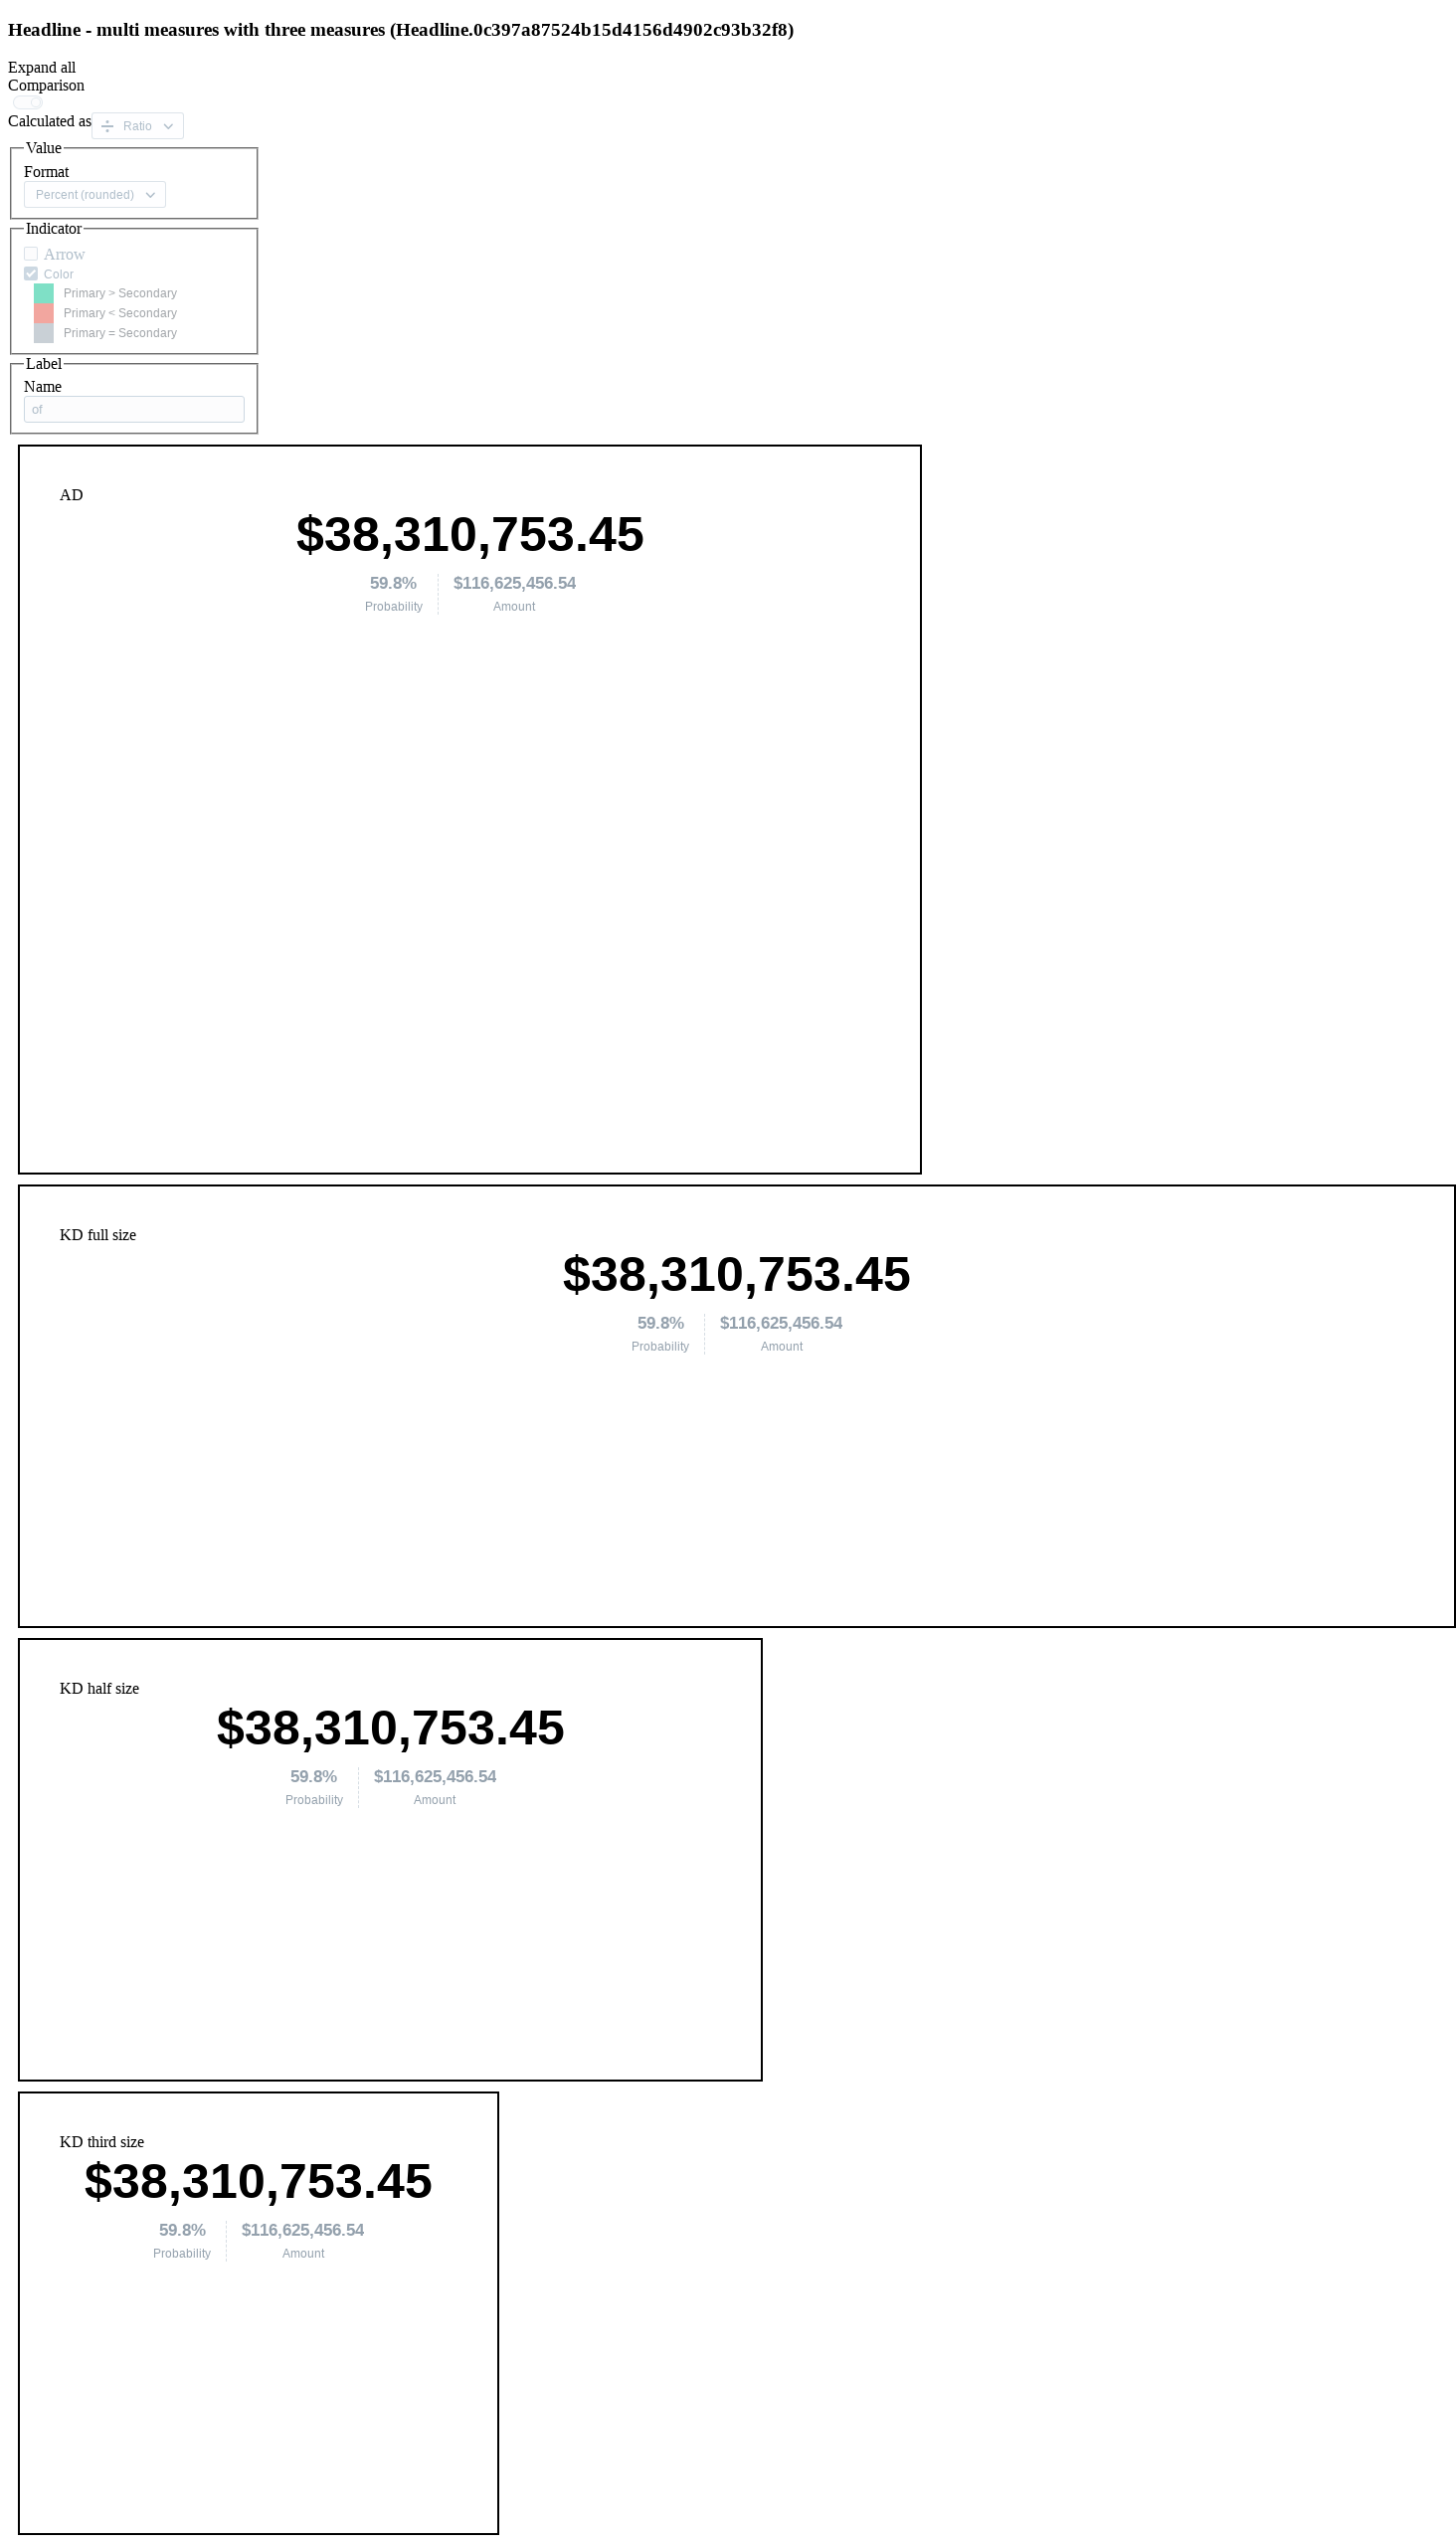 Headline - multi measures with three measures (Headline.0c397a87524b15d4156d4902c93b32f8)
Expand all
Comparison
Calculated as Ratio
Value
Format
Percent (rounded)
Indicator
Arrow
Color
Primary > Secondary
Primary < Secondary
Primary = Secondary
Label
Name
of
AD
$38,310,753.45
59.8% $116,625,456.54
Probability Amount
KD full size
$38,310,753.45
59.8% $116,625,456.54
Probability Amount
KD half size
$38,310,753.45
59.8% $116,625,456.54
Probability Amount
KD third size
$38,310,753.45
59.8% $116,625,456.54
Probability Amount